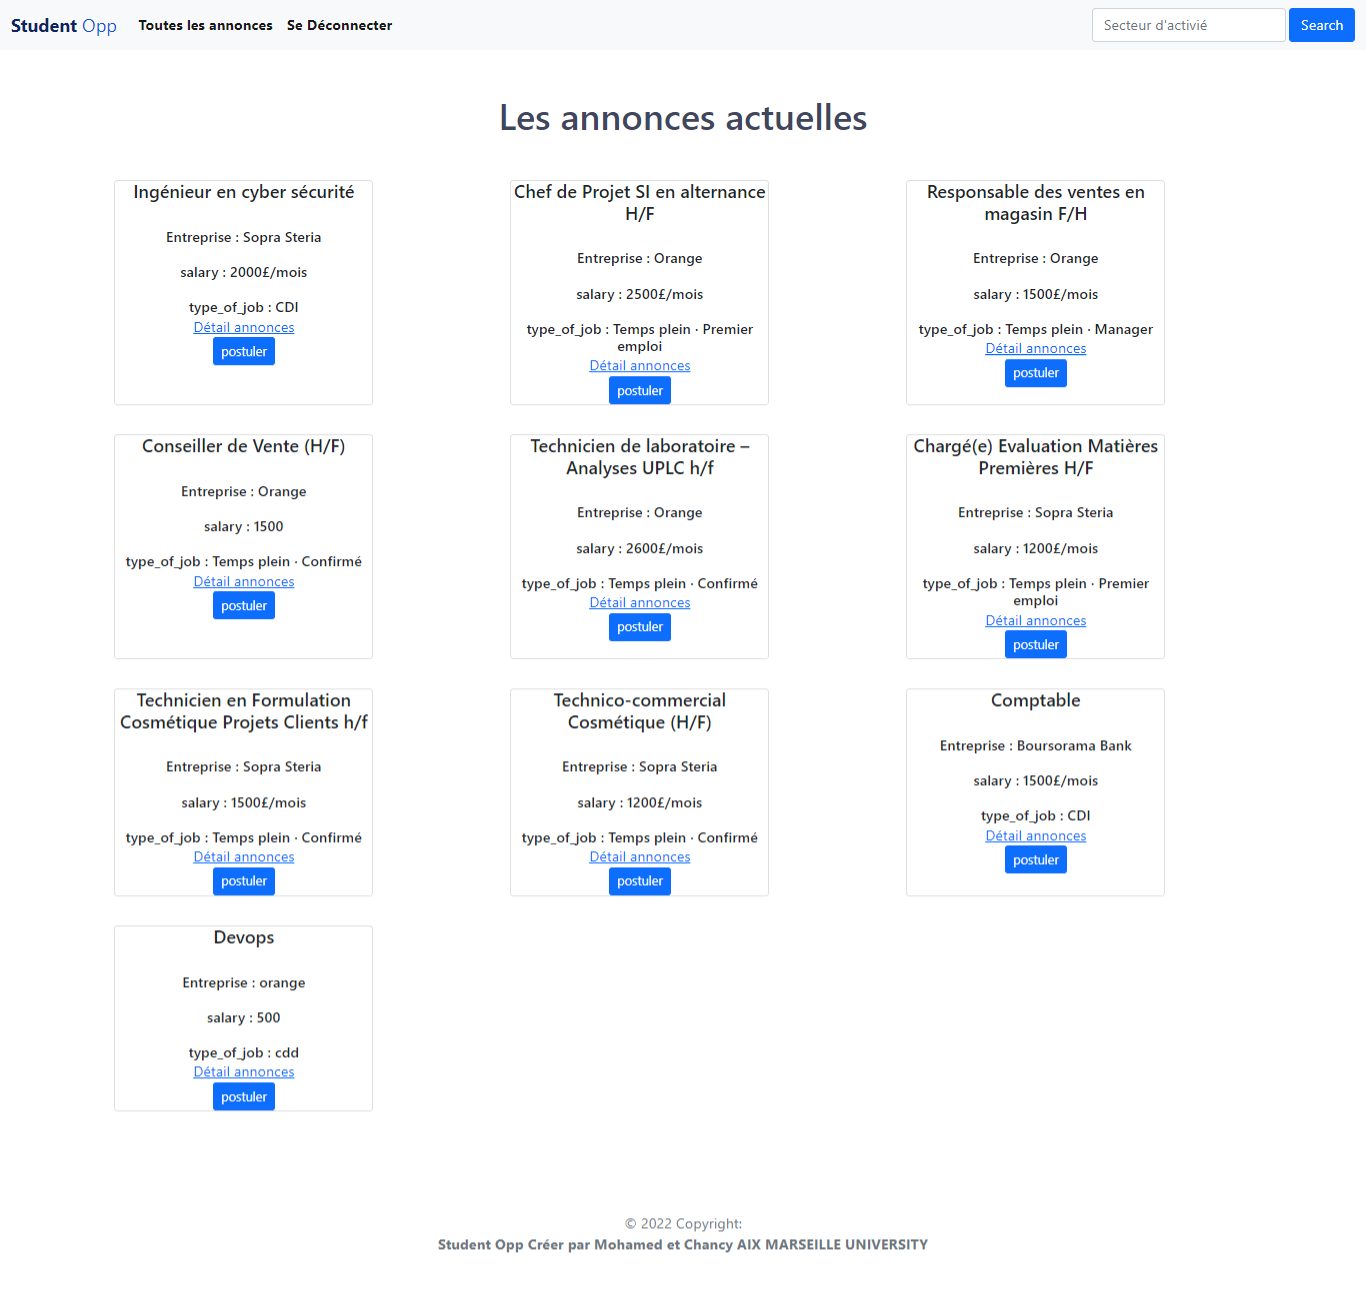 Student Opp Toutes les annonces Se Déconnecter Secteur d'activié Search
Les annonces actuelles
Ingénieur en cyber sécurité
Entreprise : Sopra Steria
salary : 2000£/mois
type_of_job : CDI
Détail annonces
postuler
Chef de Projet SI en alternance
H/F
Entreprise : Orange
salary : 2500£/mois
type_of_job : Temps plein · Premier
emploi
Détail annonces
postuler
Responsable des ventes en
magasin F/H
Entreprise : Orange
salary : 1500£/mois
type_of_job : Temps plein · Manager
Détail annonces
postuler
Conseiller de Vente (H/F)
Entreprise : Orange
salary : 1500
type_of_job : Temps plein · Confirmé
Détail annonces
postuler
Technicien de laboratoire –
Analyses UPLC h/f
Entreprise : Orange
salary : 2600£/mois
type_of_job : Temps plein · Confirmé
Détail annonces
postuler
Chargé(e) Evaluation Matières
Premières H/F
Entreprise : Sopra Steria
salary : 1200£/mois
type_of_job : Temps plein · Premier
emploi
Détail annonces
postuler
Technicien en Formulation
Cosmétique Projets Clients h/f
Entreprise : Sopra Steria
salary : 1500£/mois
type_of_job : Temps plein · Confirmé
Détail annonces
postuler
Technico-commercial
Cosmétique (H/F)
Entreprise : Sopra Steria
salary : 1200£/mois
type_of_job : Temps plein · Confirmé
Détail annonces
postuler
Comptable
Entreprise : Boursorama Bank
salary : 1500£/mois
type_of_job : CDI
Détail annonces
postuler
Devops
Entreprise : orange
salary : 500
type_of_job : cdd
Détail annonces
postuler
© 2022 Copyright:
Student Opp Créer par Mohamed et Chancy AIX MARSEILLE UNIVERSITY